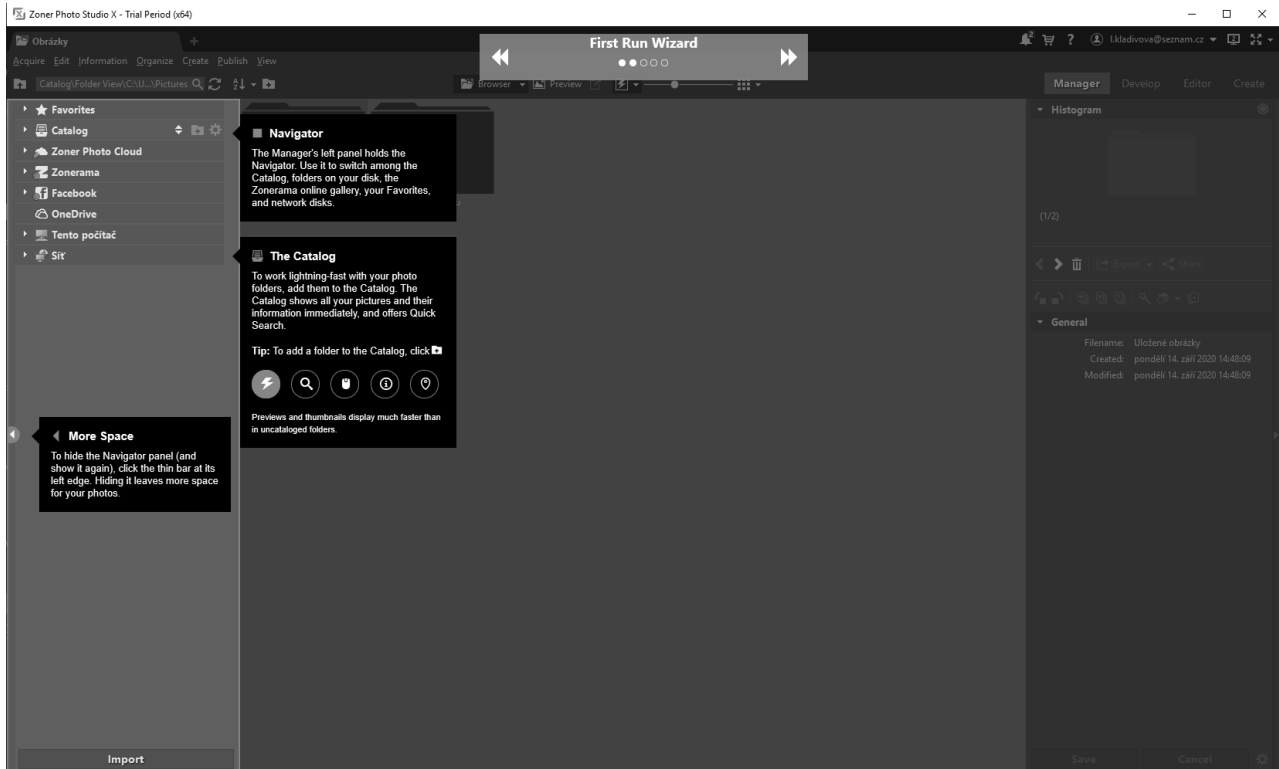 Zoner Photo Studio X - Trial Period (x64)
Obrázky
First Run Wizard
2
?
l.kladivova@seznam.cz
Acquire Edit Information Organize Create Publish View
Catalog\Folder View\C:\U...\Pictures
Browser
Preview
Manager
Develop
Editor
Create
Favorites
Catalog
Zoner Photo Cloud
Zonerama
Facebook
OneDrive
Tento počítač
Síť
Navigator
The Manager's left panel holds the
Navigator. Use it to switch among the
Catalog, folders on your disk, the
Zonerama online gallery, your Favorites,
and network disks.
The Catalog
To work lightning-fast with your photo
folders, add them to the Catalog. The
Catalog shows all your pictures and their
information immediately, and offers Quick
Search.
Tip: To add a folder to the Catalog, click
Previews and thumbnails display much faster than
in uncataloged folders.
More Space
To hide the Navigator panel (and
show it again), click the thin bar at its
left edge. Hiding it leaves more space
for your photos.
Import
Histogram
(1/2)
Export
Share
General
Filename: Uložené obrázky
Created: pondělí 14. září 2020 14:48:09
Modified: pondělí 14. září 2020 14:48:09
Save
Cancel